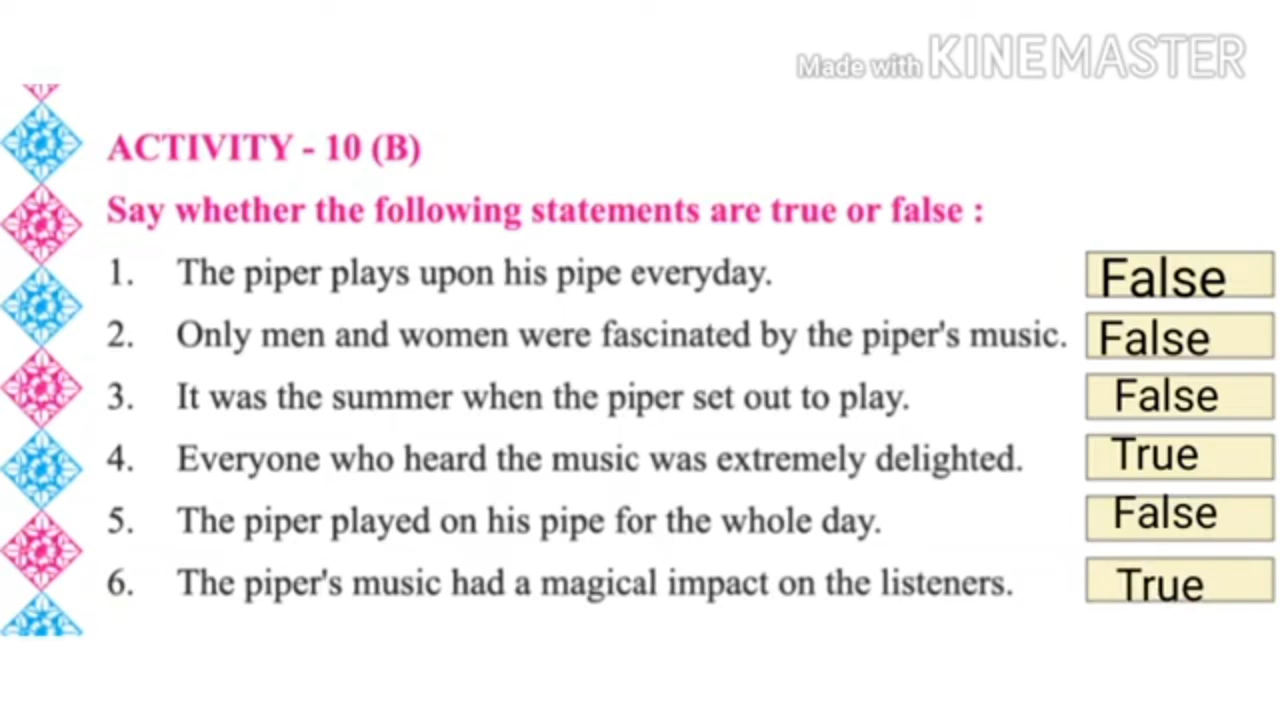 Made with KINEMASTER
ACTIVITY - 10 (B)
Say whether the following statements are true or false :
1. The piper plays upon his pipe everyday. False
2. Only men and women were fascinated by the piper's music. False
3. It was the summer when the piper set out to play. False
4. Everyone who heard the music was extremely delighted. True
5. The piper played on his pipe for the whole day. False
6. The piper's music had a magical impact on the listeners. True